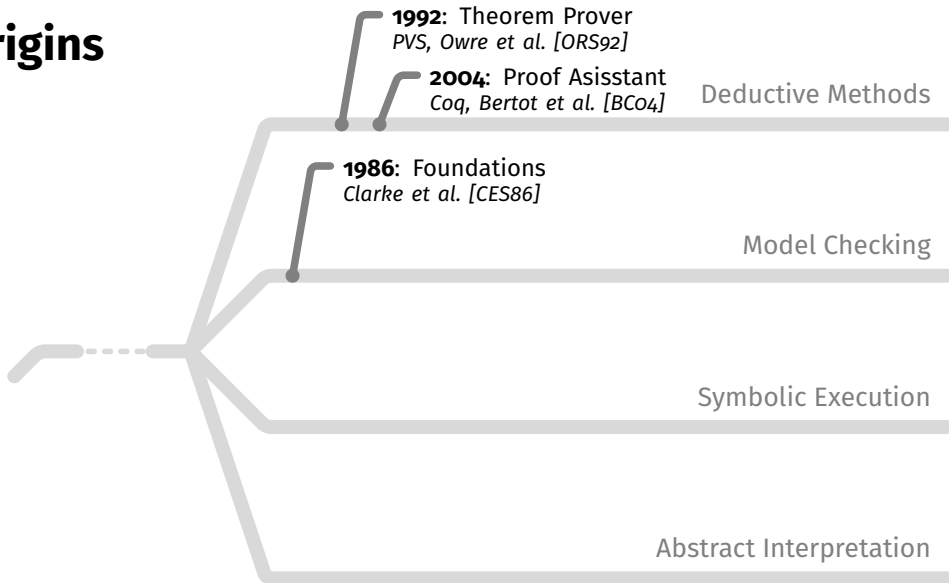 rigins
1992: Theorem Prover
PVS, Owre et al. [ORS92]
2004: Proof Asisstant
Coq, Bertot et al. [BC04]
Deductive Methods
1986: Foundations
Clarke et al. [CES86]
Model Checking
Symbolic Execution
Abstract Interpretation